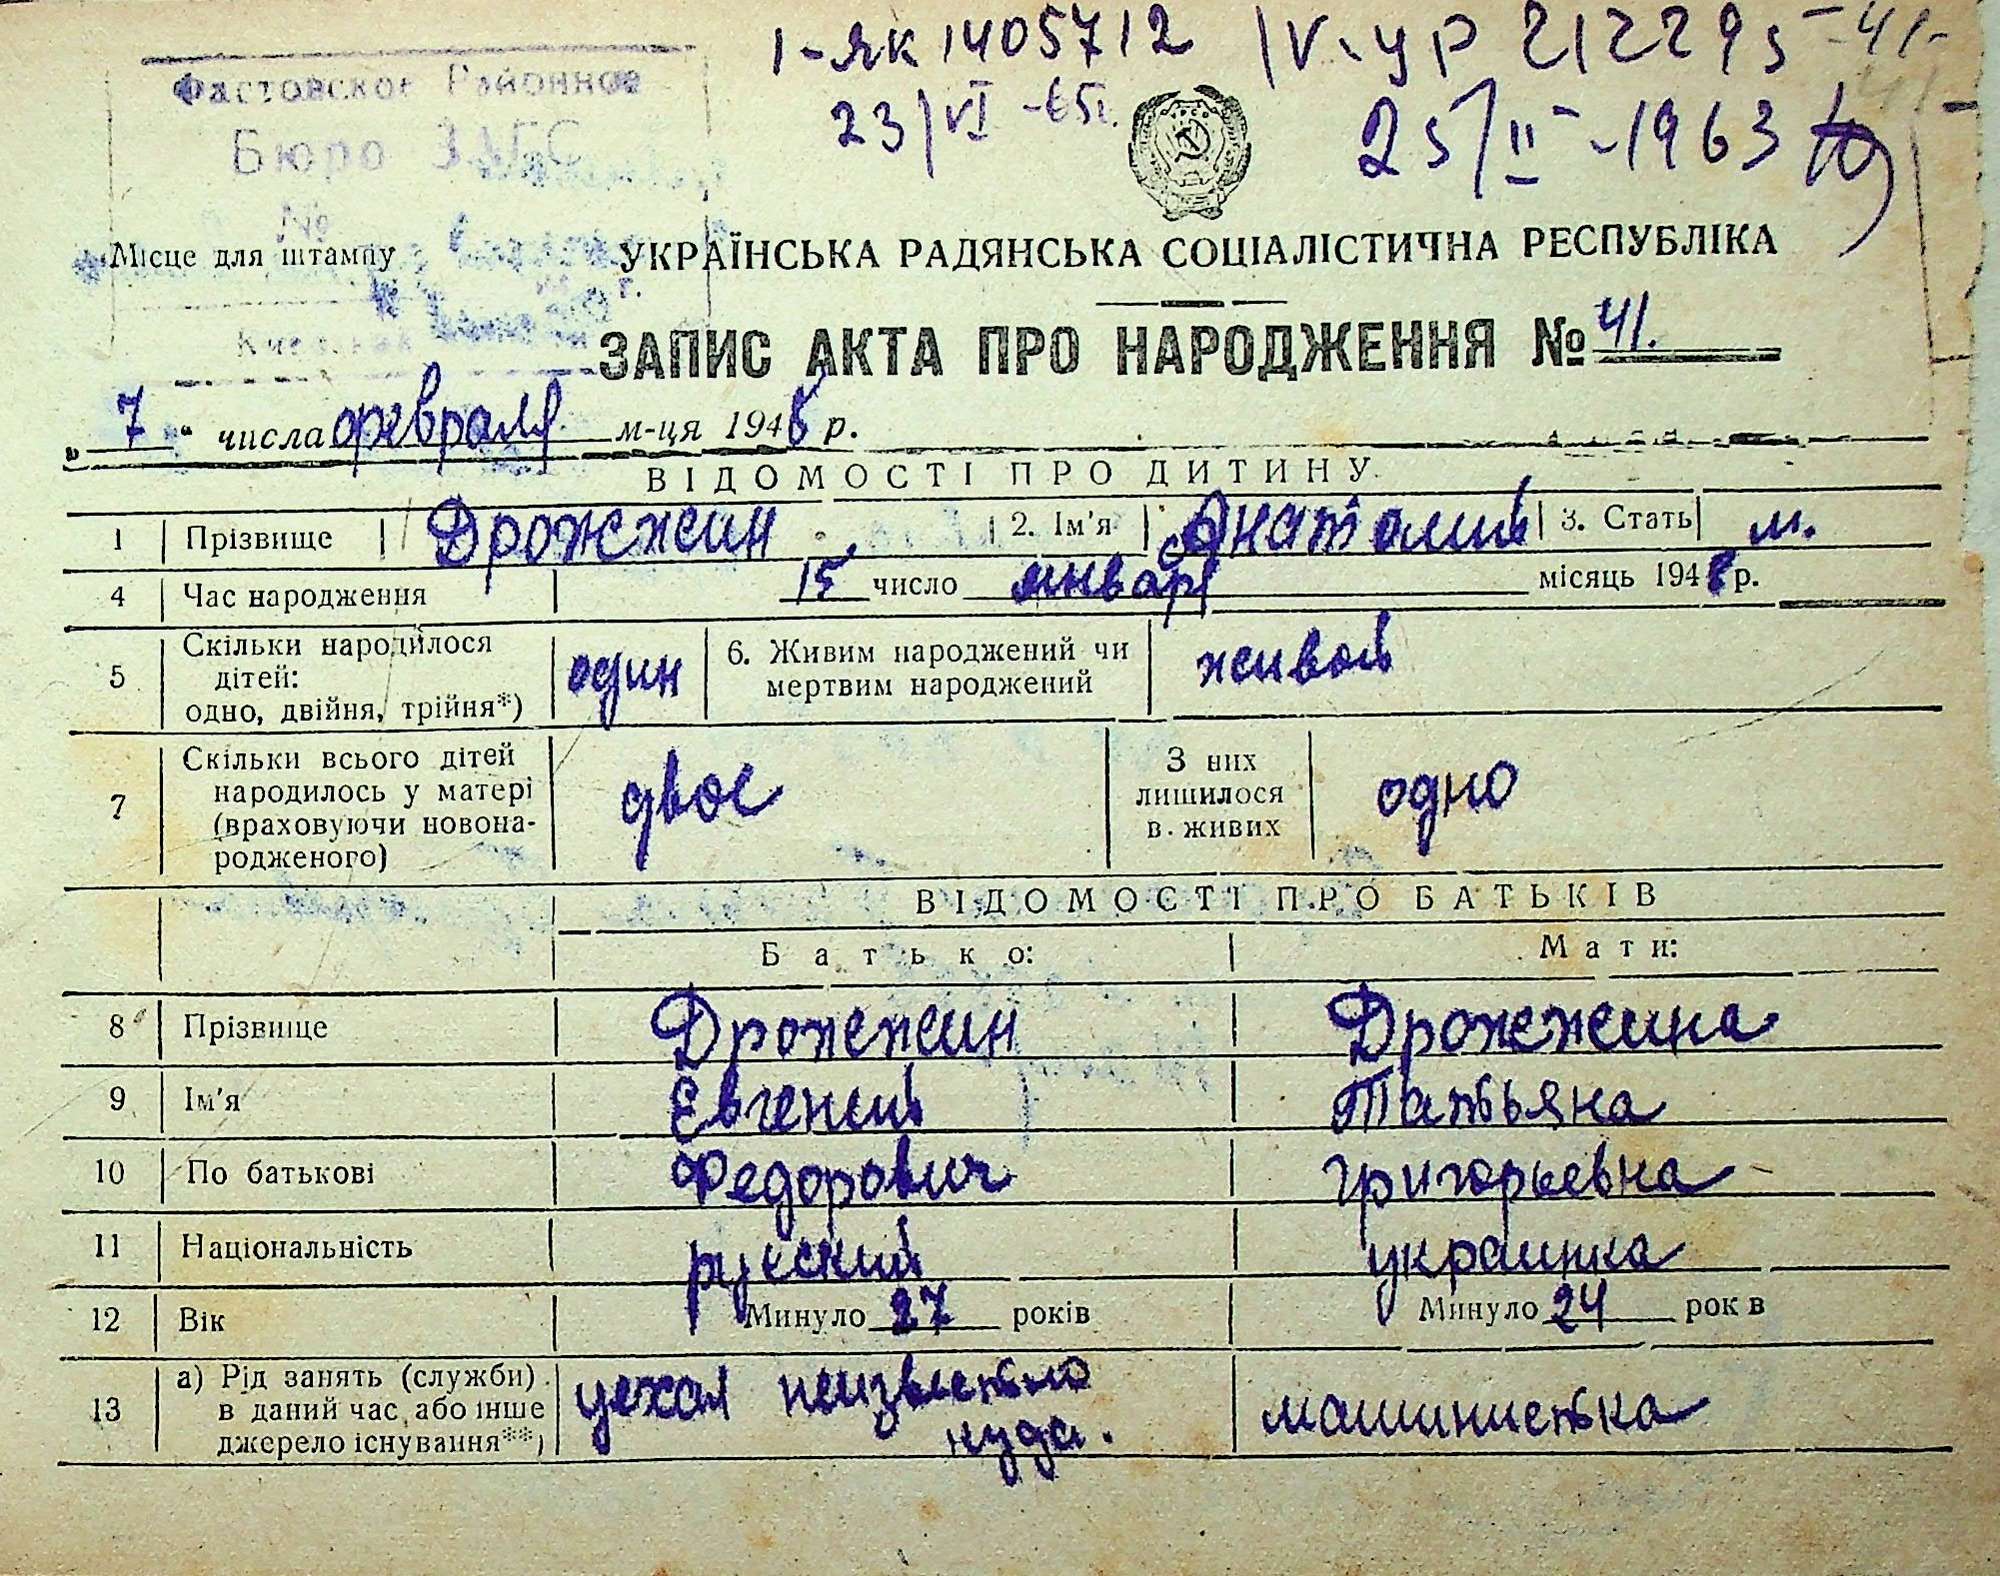 I-ЯК 1405712 IV-УР 212295 -41-
23/VI -65г. 25/II -1963
Фастовское Районное
Бюро ЗАГС
№
Місце для штампу
г.
УКРАЇНСЬКА РАДЯНСЬКА СОЦІАЛІСТИЧНА РЕСПУБЛІКА
ЗАПИС АКТА ПРО НАРОДЖЕННЯ № 41.
„ 7 “ числа февраля м-ця 1948 р.
ВІДОМОСТІ ПРО ДИТИНУ
1 Прізвище Дрожжин 2. Ім'я Анатолий 3. Стать м.
4 Час народження 15 число января місяць 1948 р.
5 Скільки народилося дітей: одно, двійня, трійня*) один 6. Живим народжений чи мертвим народжений живой
7 Скільки всього дітей народилось у матері (враховуючи новонародженого) двое З них лишилося в живих одно
ВІДОМОСТІ ПРО БАТЬКІВ
Батько: Мати:
8 Прізвище Дрожжин Дрожжина
9 Ім'я Евгений Татьяна
10 По батькові Федорович Григорьевна
11 Національність русский украинка
12 Вік Минуло 27 років Минуло 24 рок в
13 а) Рід занять (служби) в даний час або інше джерело існування**) уехал неизвестно куда. машинистка